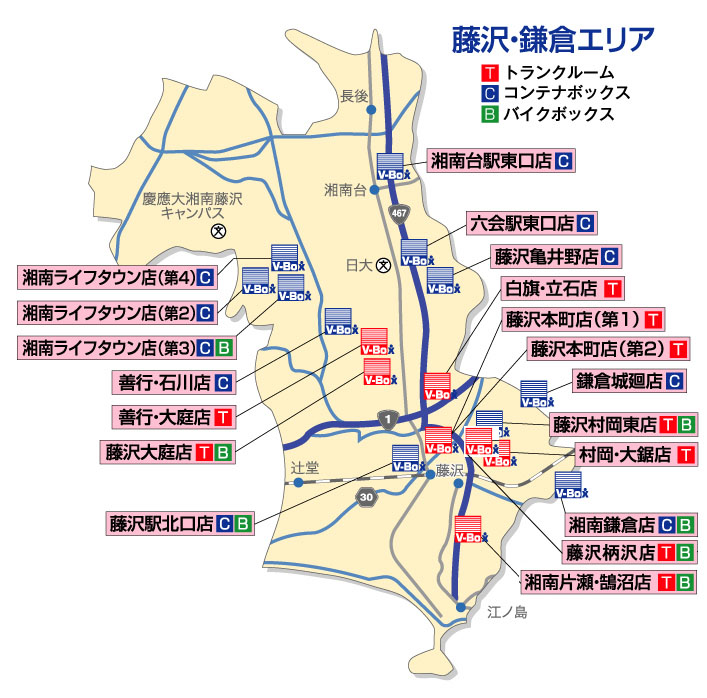 藤沢・鎌倉エリア
T トランクルーム
C コンテナボックス
B バイクボックス
長後
湘南台駅東口店 C
V-Box
湘南台
慶應大湘南藤沢
キャンパス
467
六会駅東口店 C
V-Box
藤沢亀井野店 C
V-Box
日大
湘南ライフタウン店(第4) C
V-Box
白旗・立石店 T
V-Box
湘南ライフタウン店(第2) C
V-Box
藤沢本町店(第1) T
湘南ライフタウン店(第3) C B
V-Box
藤沢本町店(第2) T
善行・石川店 C
V-Box
鎌倉城廻店 C
V-Box
善行・大庭店 T
V-Box
藤沢大庭店 T B
V-Box
1
藤沢村岡東店 T B
V-Box
村岡・大鋸店 T
V-Box
V-Box
V-Box
辻堂
藤沢
30
藤沢駅北口店 C B
V-Box
湘南鎌倉店 C B
V-Box
藤沢柄沢店 T B
湘南片瀬・鵠沼店 T B
V-Box
江ノ島